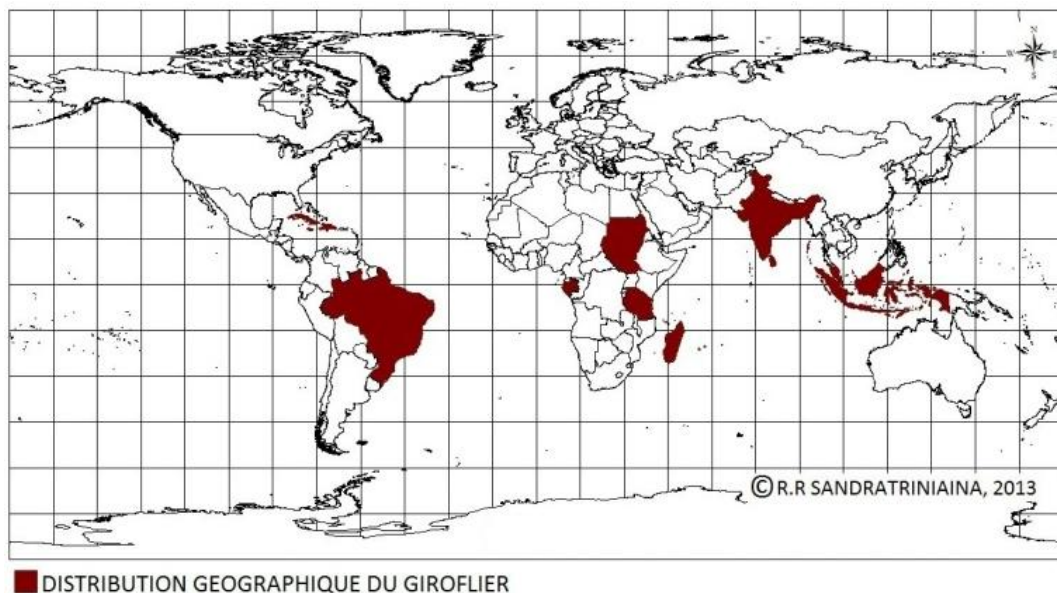 N
W
E
S
© R.R SANDRATRINIAINA, 2013
DISTRIBUTION GEOGRAPHIQUE DU GIROFLIER